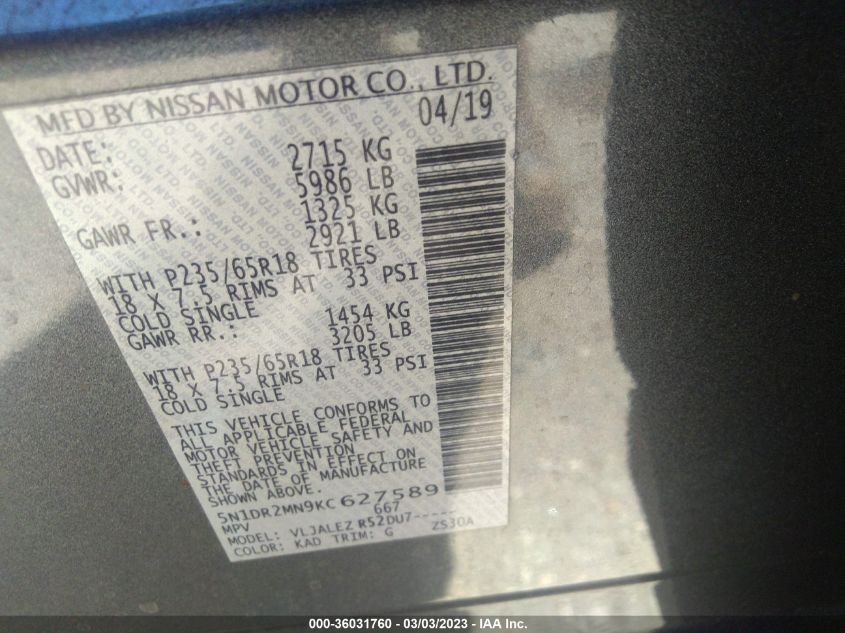 MFD BY NISSAN MOTOR CO., LTD.
DATE: 04/19
GVWR: 2715 KG
5986 LB
GAWR FR.: 1325 KG
2921 LB
WITH P235/65R18 TIRES
18 X 7.5 RIMS AT 33 PSI
COLD SINGLE
GAWR RR.: 1454 KG
3205 LB
WITH P235/65R18 TIRES
18 X 7.5 RIMS AT 33 PSI
COLD SINGLE
THIS VEHICLE CONFORMS TO
ALL APPLICABLE FEDERAL
MOTOR VEHICLE SAFETY AND
THEFT PREVENTION
STANDARDS IN EFFECT ON
THE DATE OF MANUFACTURE
SHOWN ABOVE.
5N1DR2MN9KC627589
MPV 667
MODEL: VLJALEZ R52DU7-----
COLOR: KAD TRIM: G ZS30A
000-36031760 - 03/03/2023 - IAA Inc.